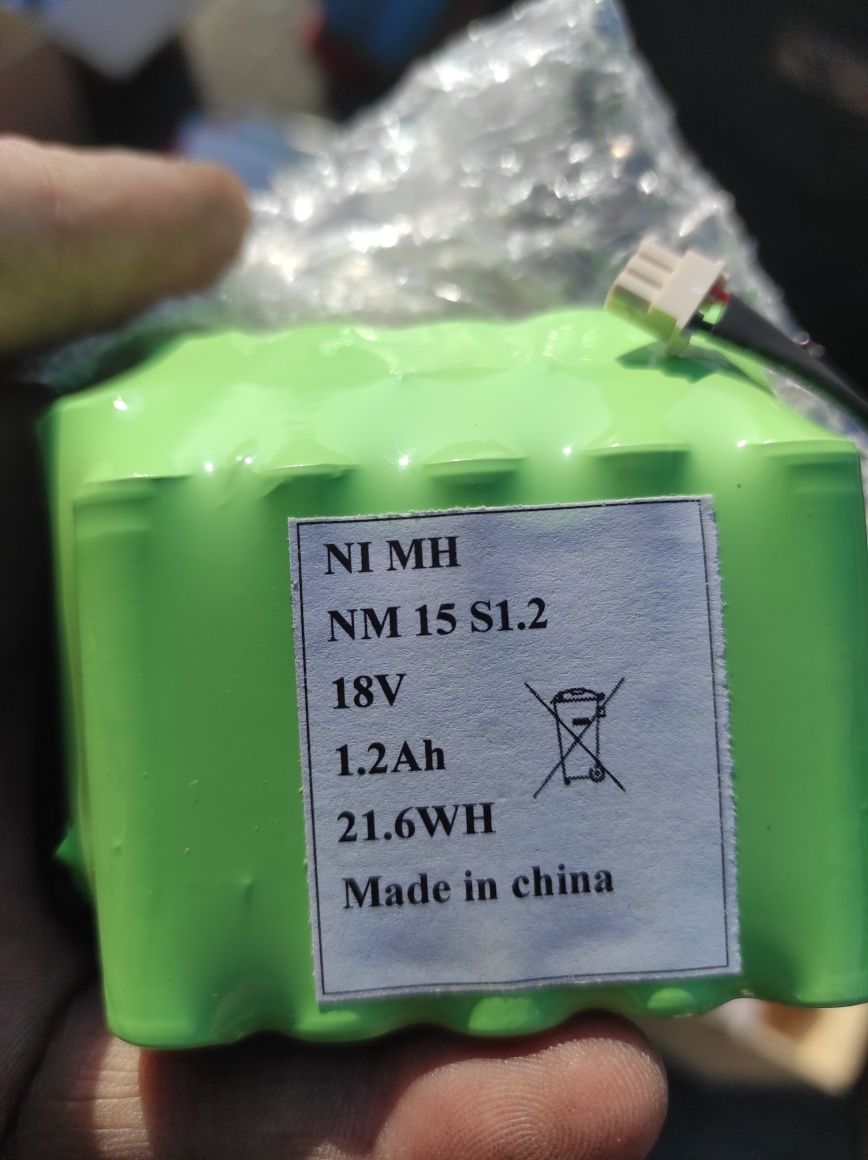 NI MH
NM 15 S1.2
18V
1.2Ah
21.6WH
Made in china